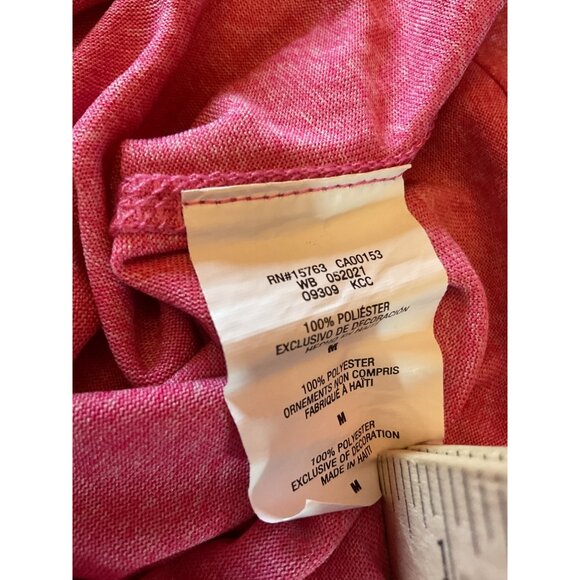 RN#15763 CA00153
WB 052021
09309 KCC
100% POLIÉSTER
EXCLUSIVO DE DECORACIÓN
M
100% POLYESTER
ORNEMENTS NON COMPRIS
FABRIQUÉ À HAÏTI
M
100% POLYESTER
EXCLUSIVE OF DECORATION
MADE IN HAITI
M